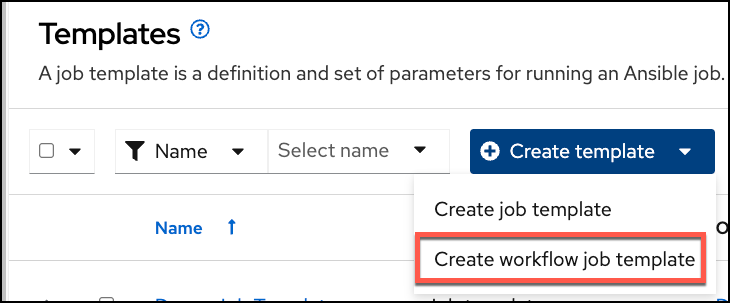 Templates
A job template is a definition and set of parameters for running an Ansible job.
Name Select name Create template
Create job template
Name
Create workflow job template